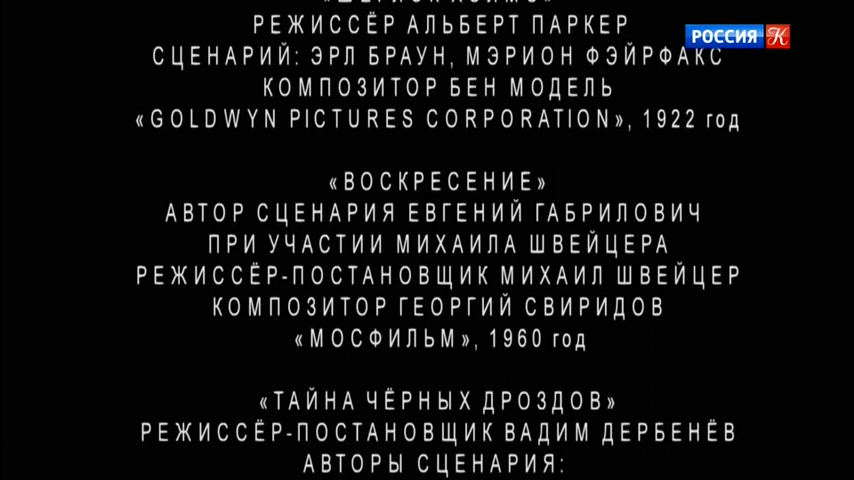 РЕЖИССЁР АЛЬБЕРТ ПАРКЕР
РОССИЯ К
СЦЕНАРИЙ: ЭРЛ БРАУН, МЭРИОН ФЭЙРФАКС
КОМПОЗИТОР БЕН МОДЕЛЬ
«GOLDWYN PICTURES CORPORATION», 1922 год
«ВОСКРЕСЕНИЕ»
АВТОР СЦЕНАРИЯ ЕВГЕНИЙ ГАБРИЛОВИЧ
ПРИ УЧАСТИИ МИХАИЛА ШВЕЙЦЕРА
РЕЖИССЁР-ПОСТАНОВЩИК МИХАИЛ ШВЕЙЦЕР
КОМПОЗИТОР ГЕОРГИЙ СВИРИДОВ
«МОСФИЛЬМ», 1960 год
«ТАЙНА ЧЁРНЫХ ДРОЗДОВ»
РЕЖИССЁР-ПОСТАНОВЩИК ВАДИМ ДЕРБЕНЁВ
АВТОРЫ СЦЕНАРИЯ: